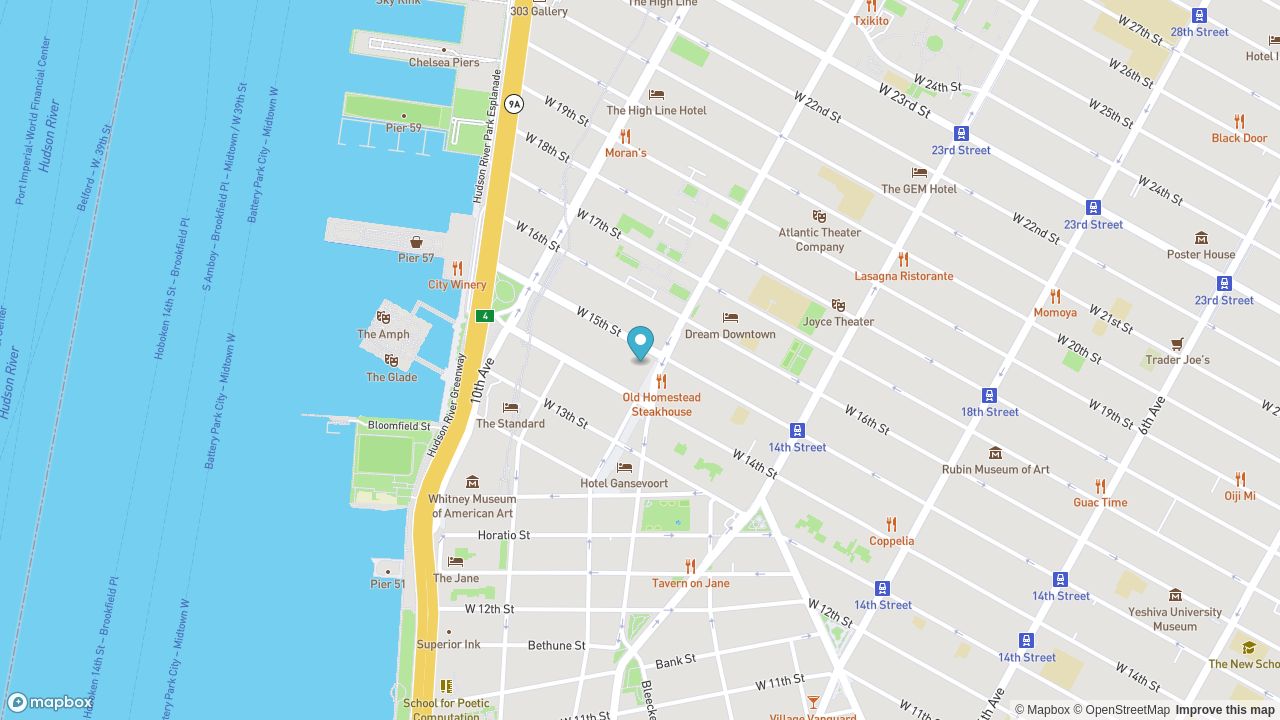 Sky Rink
303 Gallery
The High Line
Txikito
28th Street
W 27th St
Hotel I
Chelsea Piers
W 26th St
W 24th St
W 23rd St
W 25th St
Port Imperial–World Financial Center
Hudson River
Belford – W 39th St
S Amboy – Brookfield Pl – Midtown / W 39th St
Battery Park City – Midtown W
Hudson River Park Esplanade
9A
W 19th St
The High Line Hotel
W 22nd St
Pier 59
W 18th St
Moran's
23rd Street
Black Door
The GEM Hotel
W 24th St
W 17th St
Atlantic Theater
Company
23rd Street
W 22nd St
Poster House
W 16th St
Hoboken 14th St – Brookfield Pl
Pier 57
City Winery
Lasagna Ristorante
23rd Street
4
W 15th St
Dream Downtown
Joyce Theater
Momoya
W 21st St
The Amph
W 20th St
Trader Joe's
Hudson River
The Glade
10th Ave
Hudson River Greenway
Battery Park City – Midtown W
Old Homestead
Steakhouse
W 13th St
The Standard
Bloomfield St
18th Street
W 16th St
W 19th St
6th Ave
14th Street
W 14th St
Rubin Museum of Art
Hotel Gansevoort
Whitney Museum
of American Art
Guac Time
Oiji Mi
Horatio St
Coppelia
The Jane
Pier 51
Tavern on Jane
14th Street
14th Street
W 12th St
W 12th St
Yeshiva University
Museum
Superior Ink
Bethune St
Bank St
14th Street
W 14th St
The New Scho
Hoboken 14th St – Brookfield Pl
Battery Park City – Midtown W
School for Poetic
Computation
W 11th St
W 11th St
Village Vanguard
mapbox
© Mapbox © OpenStreetMap Improve this map